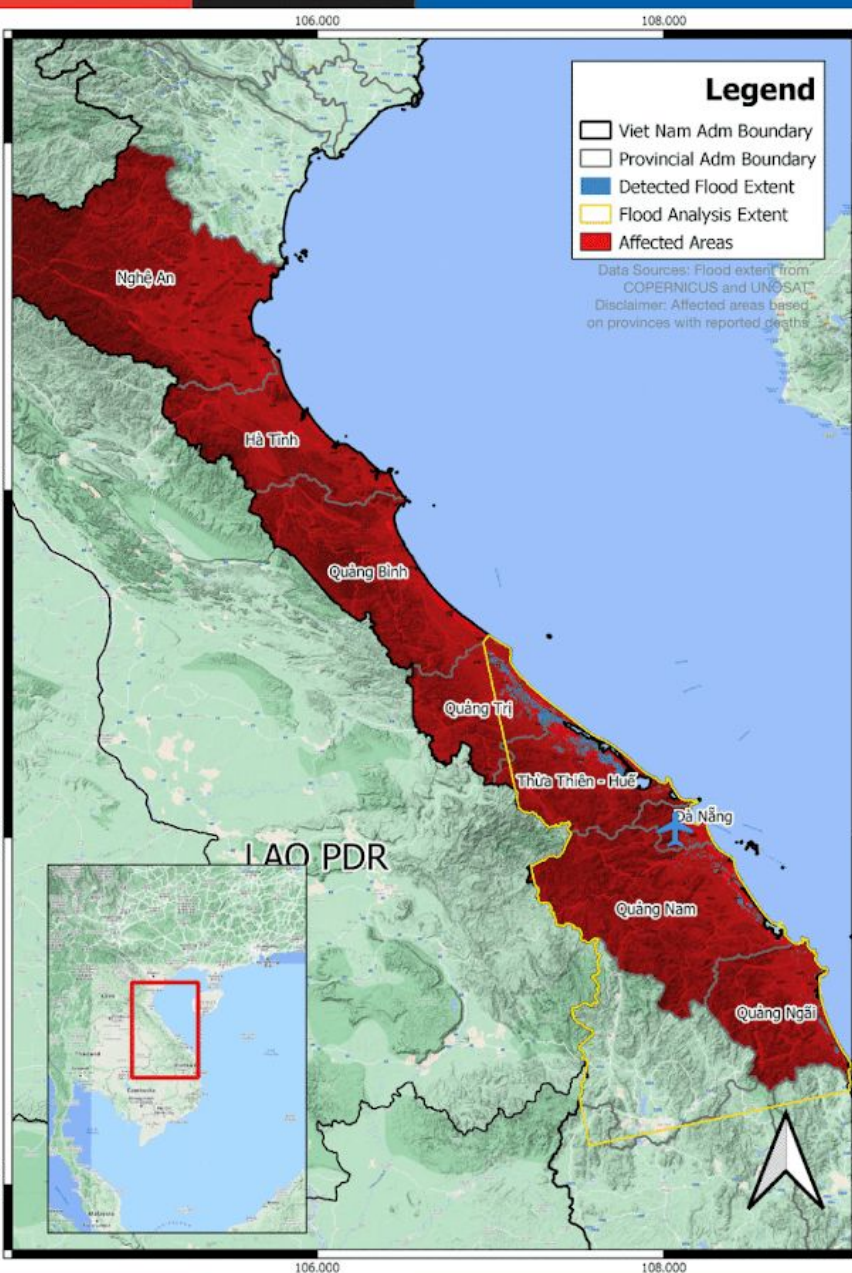 106.000
108.000
Legend
Viet Nam Adm Boundary
Provincial Adm Boundary
Detected Flood Extent
Flood Analysis Extent
Affected Areas
Data Sources: Flood extent from
COPERNICUS and UNOSAT
Disclaimer: Affected areas based
on provinces with reported deaths
Nghệ An
Hà Tĩnh
Quảng Bình
Quảng Trị
Thừa Thiên - Huế
Đà Nẵng
LAO PDR
Quảng Nam
Quảng Ngãi
Thailand
Cambodia
Malaysia
106.000
108.000